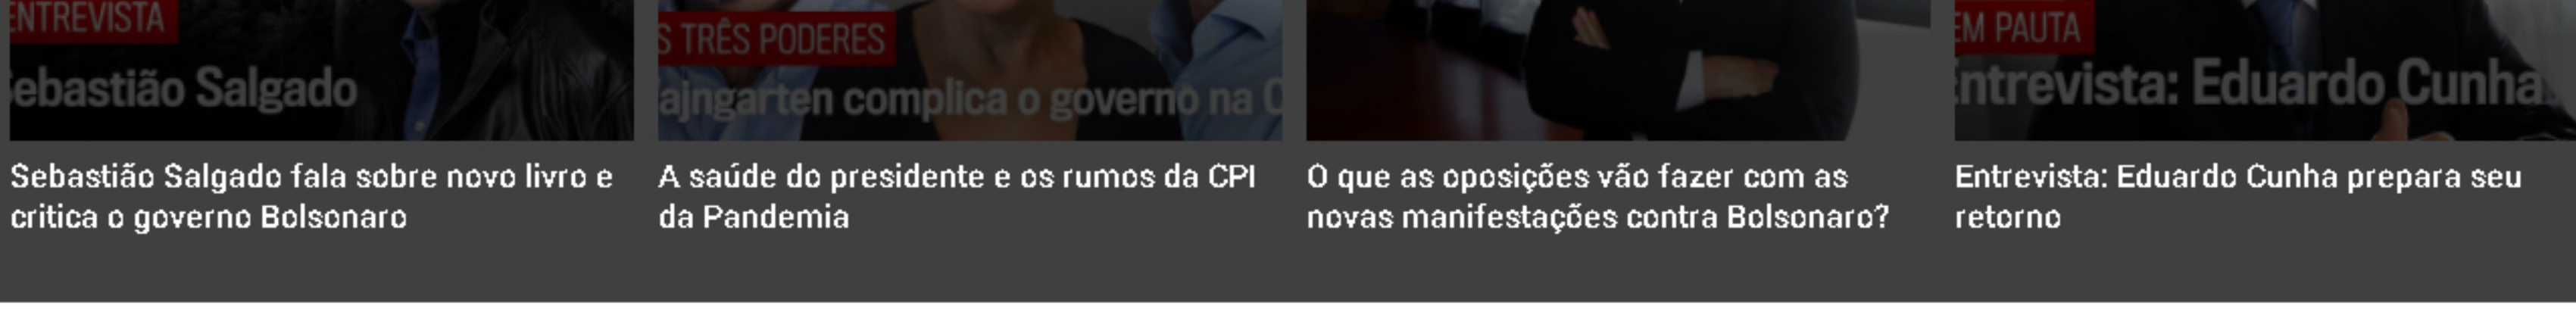 ENTREVISTA
Sebastião Salgado
Sebastião Salgado fala sobre novo livro e
critica o governo Bolsonaro
S TRÊS PODERES
ajngarten complica o governo na C
A saúde do presidente e os rumos da CPI
da Pandemia
O que as oposições vão fazer com as
novas manifestações contra Bolsonaro?
EM PAUTA
Entrevista: Eduardo Cunha
Entrevista: Eduardo Cunha prepara seu
retorno